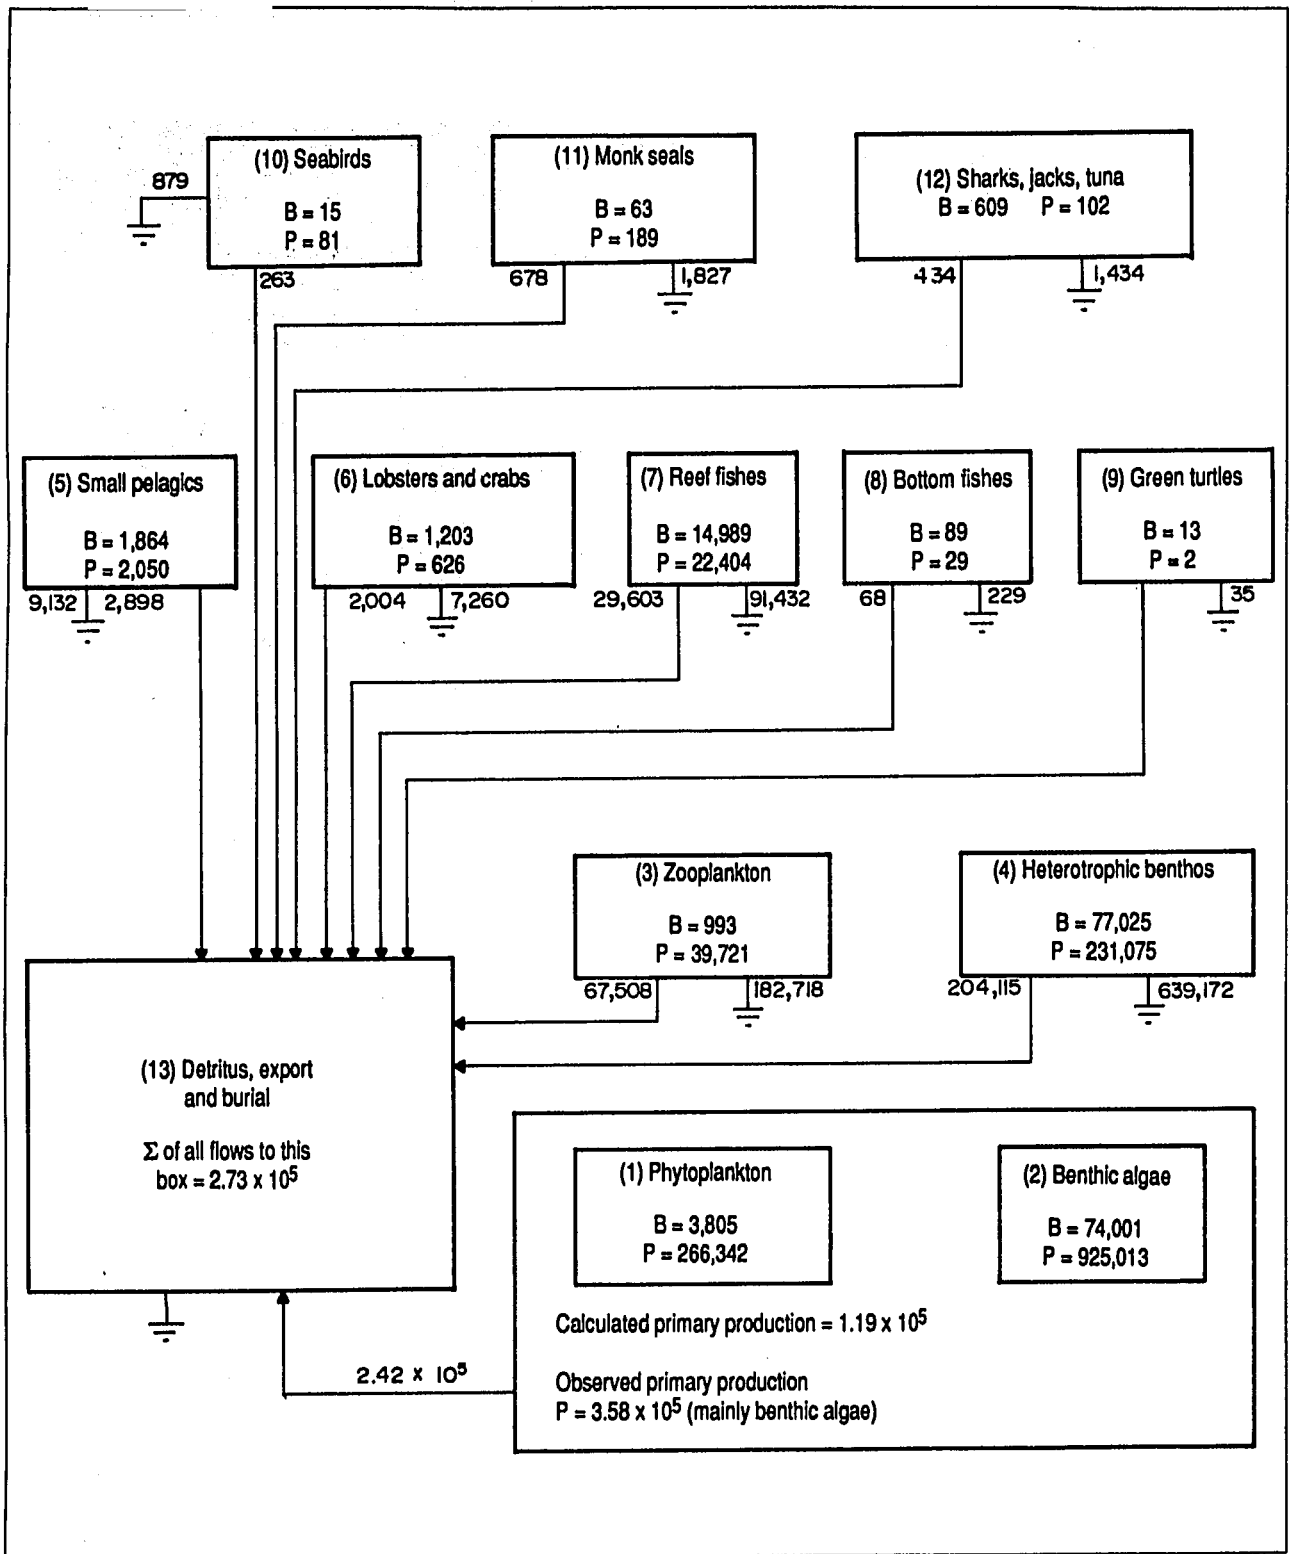 (10) Seabirds
B = 15
P = 81
879
263
(11) Monk seals
B = 63
P = 189
678
1,827
(12) Sharks, jacks, tuna
B = 609 P = 102
434
1,434
(5) Small pelagics
B = 1,864
P = 2,050
9,132 2,898
(6) Lobsters and crabs
B = 1,203
P = 626
2,004 7,260
(7) Reef fishes
B = 14,989
P = 22,404
29,603 91,432
(8) Bottom fishes
B = 89
P = 29
68 229
(9) Green turtles
B = 13
P = 2
35
(3) Zooplankton
B = 993
P = 39,721
67,508 182,718
(4) Heterotrophic benthos
B = 77,025
P = 231,075
204,115 639,172
(13) Detritus, export
and burial
Σ of all flows to this
box = 2.73 x 10⁵
(1) Phytoplankton
B = 3,805
P = 266,342
(2) Benthic algae
B = 74,001
P = 925,013
Calculated primary production = 1.19 x 10⁵
Observed primary production
P = 3.58 x 10⁵ (mainly benthic algae)
2.42 x 10⁵